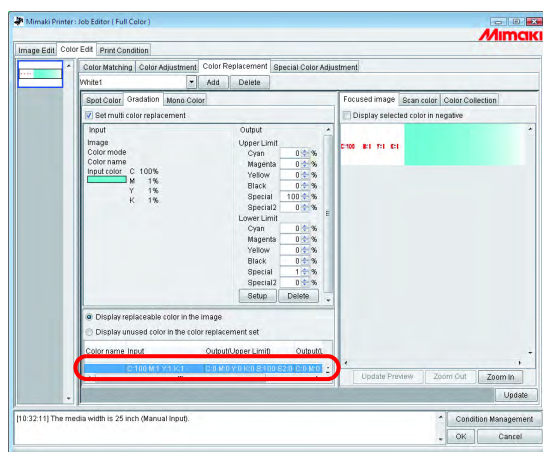 Mimaki Printer : Job Editor ( Full Color )
Mimaki
Image Edit Color Edit Print Condition
Color Matching Color Adjustment Color Replacement Special Color Adjustment
White1 Add Delete
Spot Color Gradation Mono Color
Set multi color replacement
Input Output
Image Upper Limit
Color mode Cyan 0 %
Color name Magenta 0 %
Input color C 100% Yellow 0 %
M 1% Black 0 %
Y 1% Special 100 %
K 1% Special2 0 %
Lower Limit
Cyan 0 %
Magenta 0 %
Yellow 0 %
Black 0 %
Special 1 %
Special2 0 %
Setup Delete
Display replaceable color in the image
Display unused color in the color replacement set
Color name Input Output(Upper Limit) Output(L
C:100 M:1 Y:1 K:1 C:0 M:0 Y:0 K:0 S:100 S2:0 C:0 M:0
Focused image Scan color Color Collection
Display selected color in negative
C:100 M:1 Y:1 K:1
Update Preview Zoom Out Zoom In
Update
[10:32:11] The media width is 25 inch (Manual Input).
Condition Management
OK Cancel